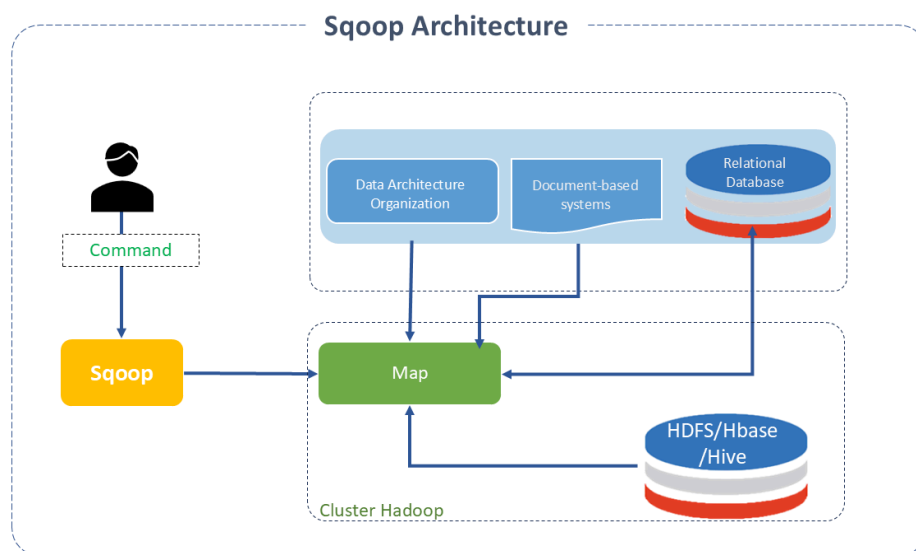 Sqoop Architecture
Data Architecture
Organization
Document-based
systems
Relational
Database
Command
Sqoop
Map
HDFS/Hbase
/Hive
Cluster Hadoop